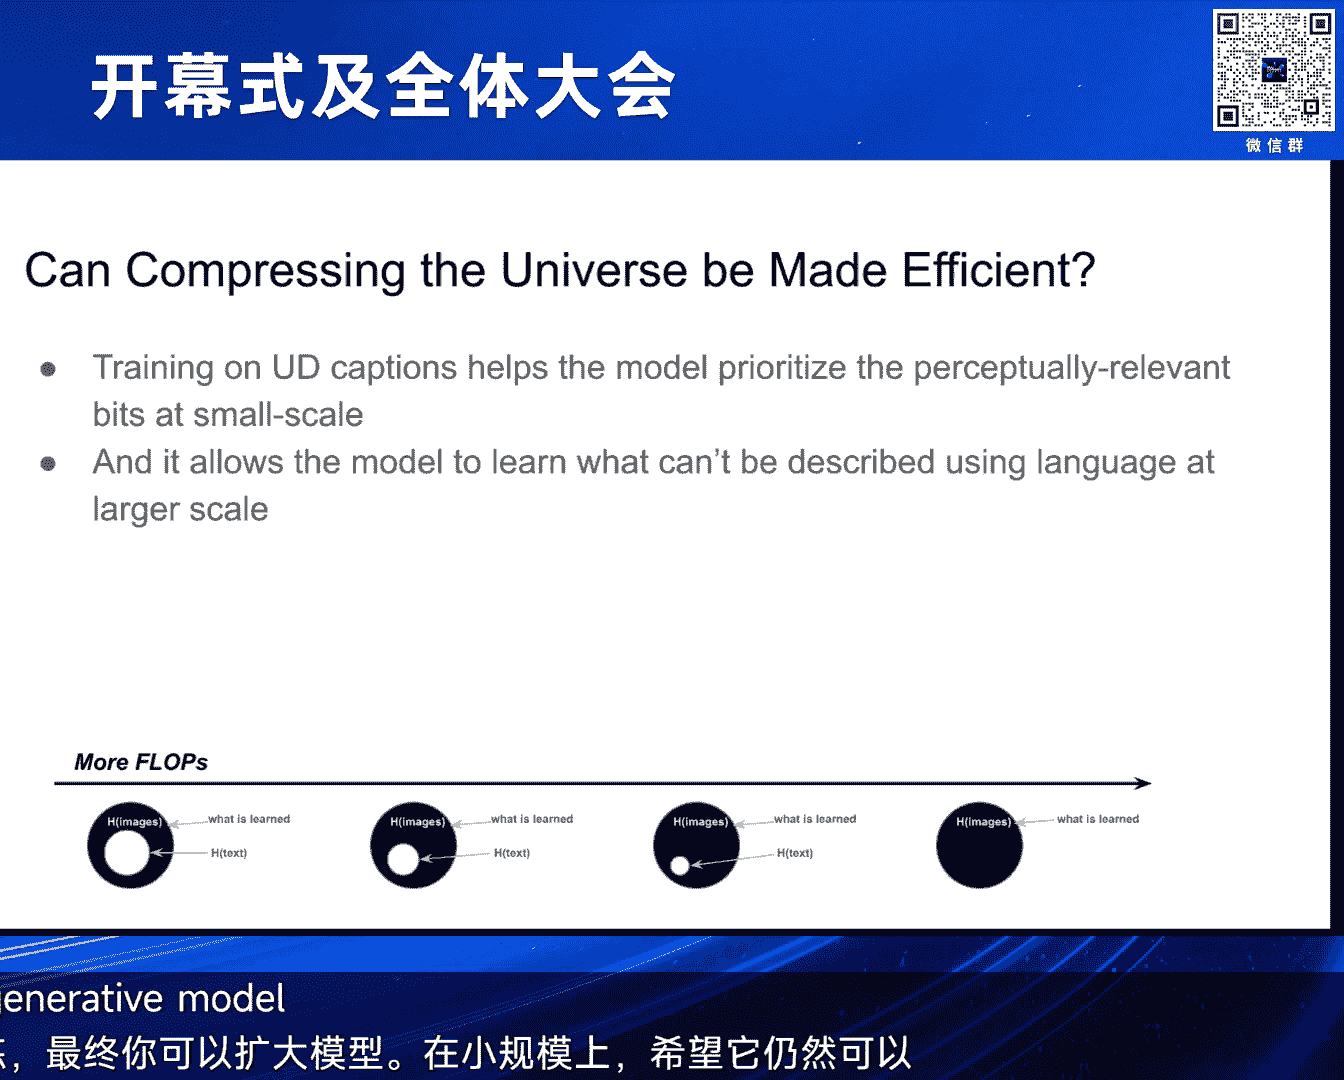 开幕式及全体大会
微信群
Can Compressing the Universe be Made Efficient?
● Training on UD captions helps the model prioritize the perceptually-relevant
bits at small-scale
● And it allows the model to learn what can’t be described using language at
larger scale
More FLOPs
H(images) what is learned
H(text)
H(images) what is learned
H(text)
H(images) what is learned
H(text)
H(images) what is learned
generative model
，最终你可以扩大模型。在小规模上，希望它仍然可以